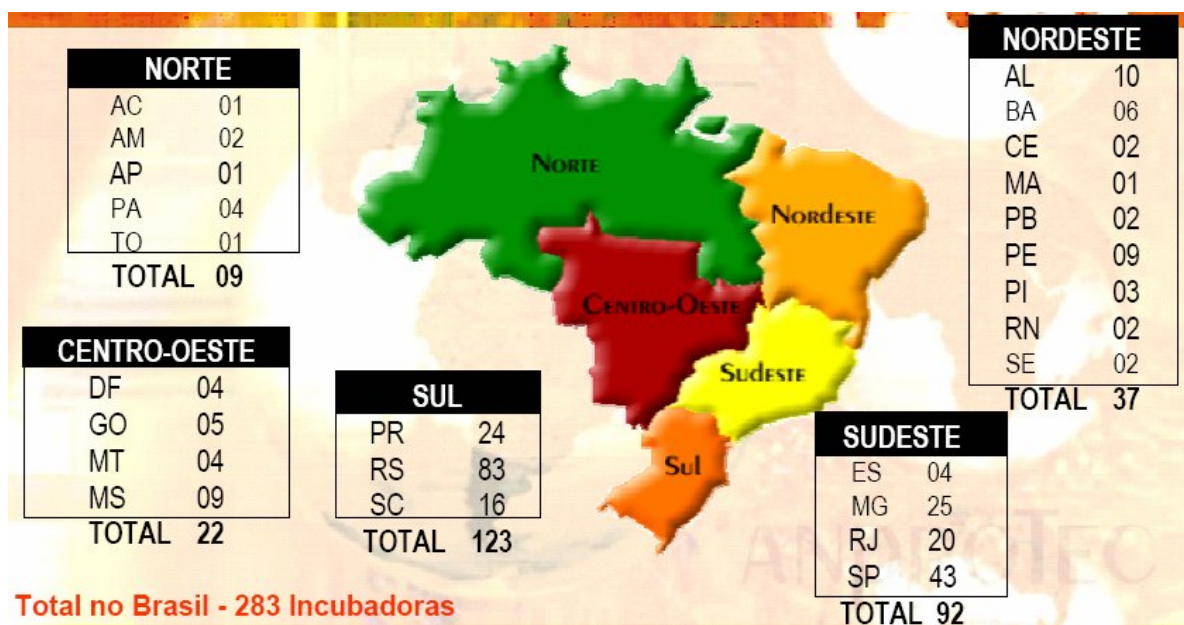 NORTE
AC 01
AM 02
AP 01
PA 04
TO 01
TOTAL 09
NORDESTE
AL 10
BA 06
CE 02
MA 01
PB 02
PE 09
PI 03
RN 02
SE 02
TOTAL 37
NORTE
NORDESTE
CENTRO-OESTE
SUDESTE
SUL
CENTRO-OESTE
DF 04
GO 05
MT 04
MS 09
TOTAL 22
SUL
PR 24
RS 83
SC 16
TOTAL 123
SUDESTE
ES 04
MG 25
RJ 20
SP 43
TOTAL 92
Total no Brasil - 283 Incubadoras